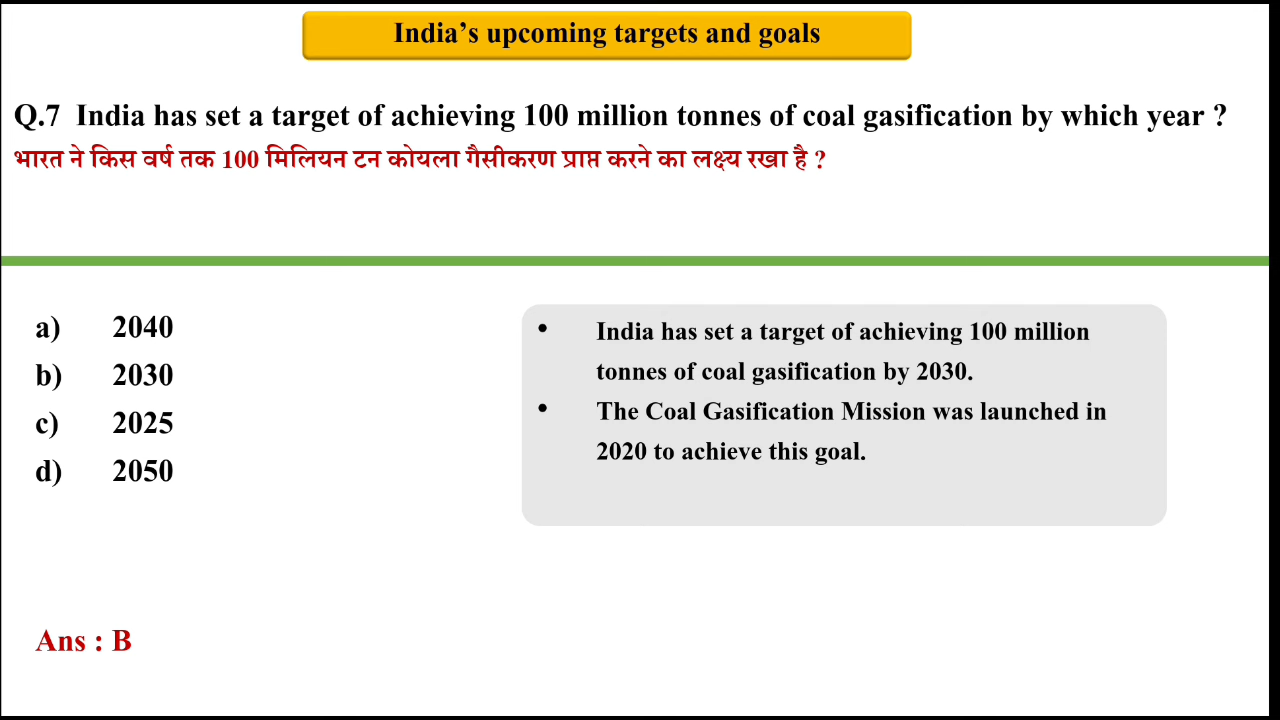 India’s upcoming targets and goals
Q.7 India has set a target of achieving 100 million tonnes of coal gasification by which year ?
भारत ने किस वर्ष तक 100 मिलियन टन कोयला गैसीकरण प्राप्त करने का लक्ष्य रखा है ?
a) 2040
b) 2030
c) 2025
d) 2050
• India has set a target of achieving 100 million
tonnes of coal gasification by 2030.
• The Coal Gasification Mission was launched in
2020 to achieve this goal.
Ans : B